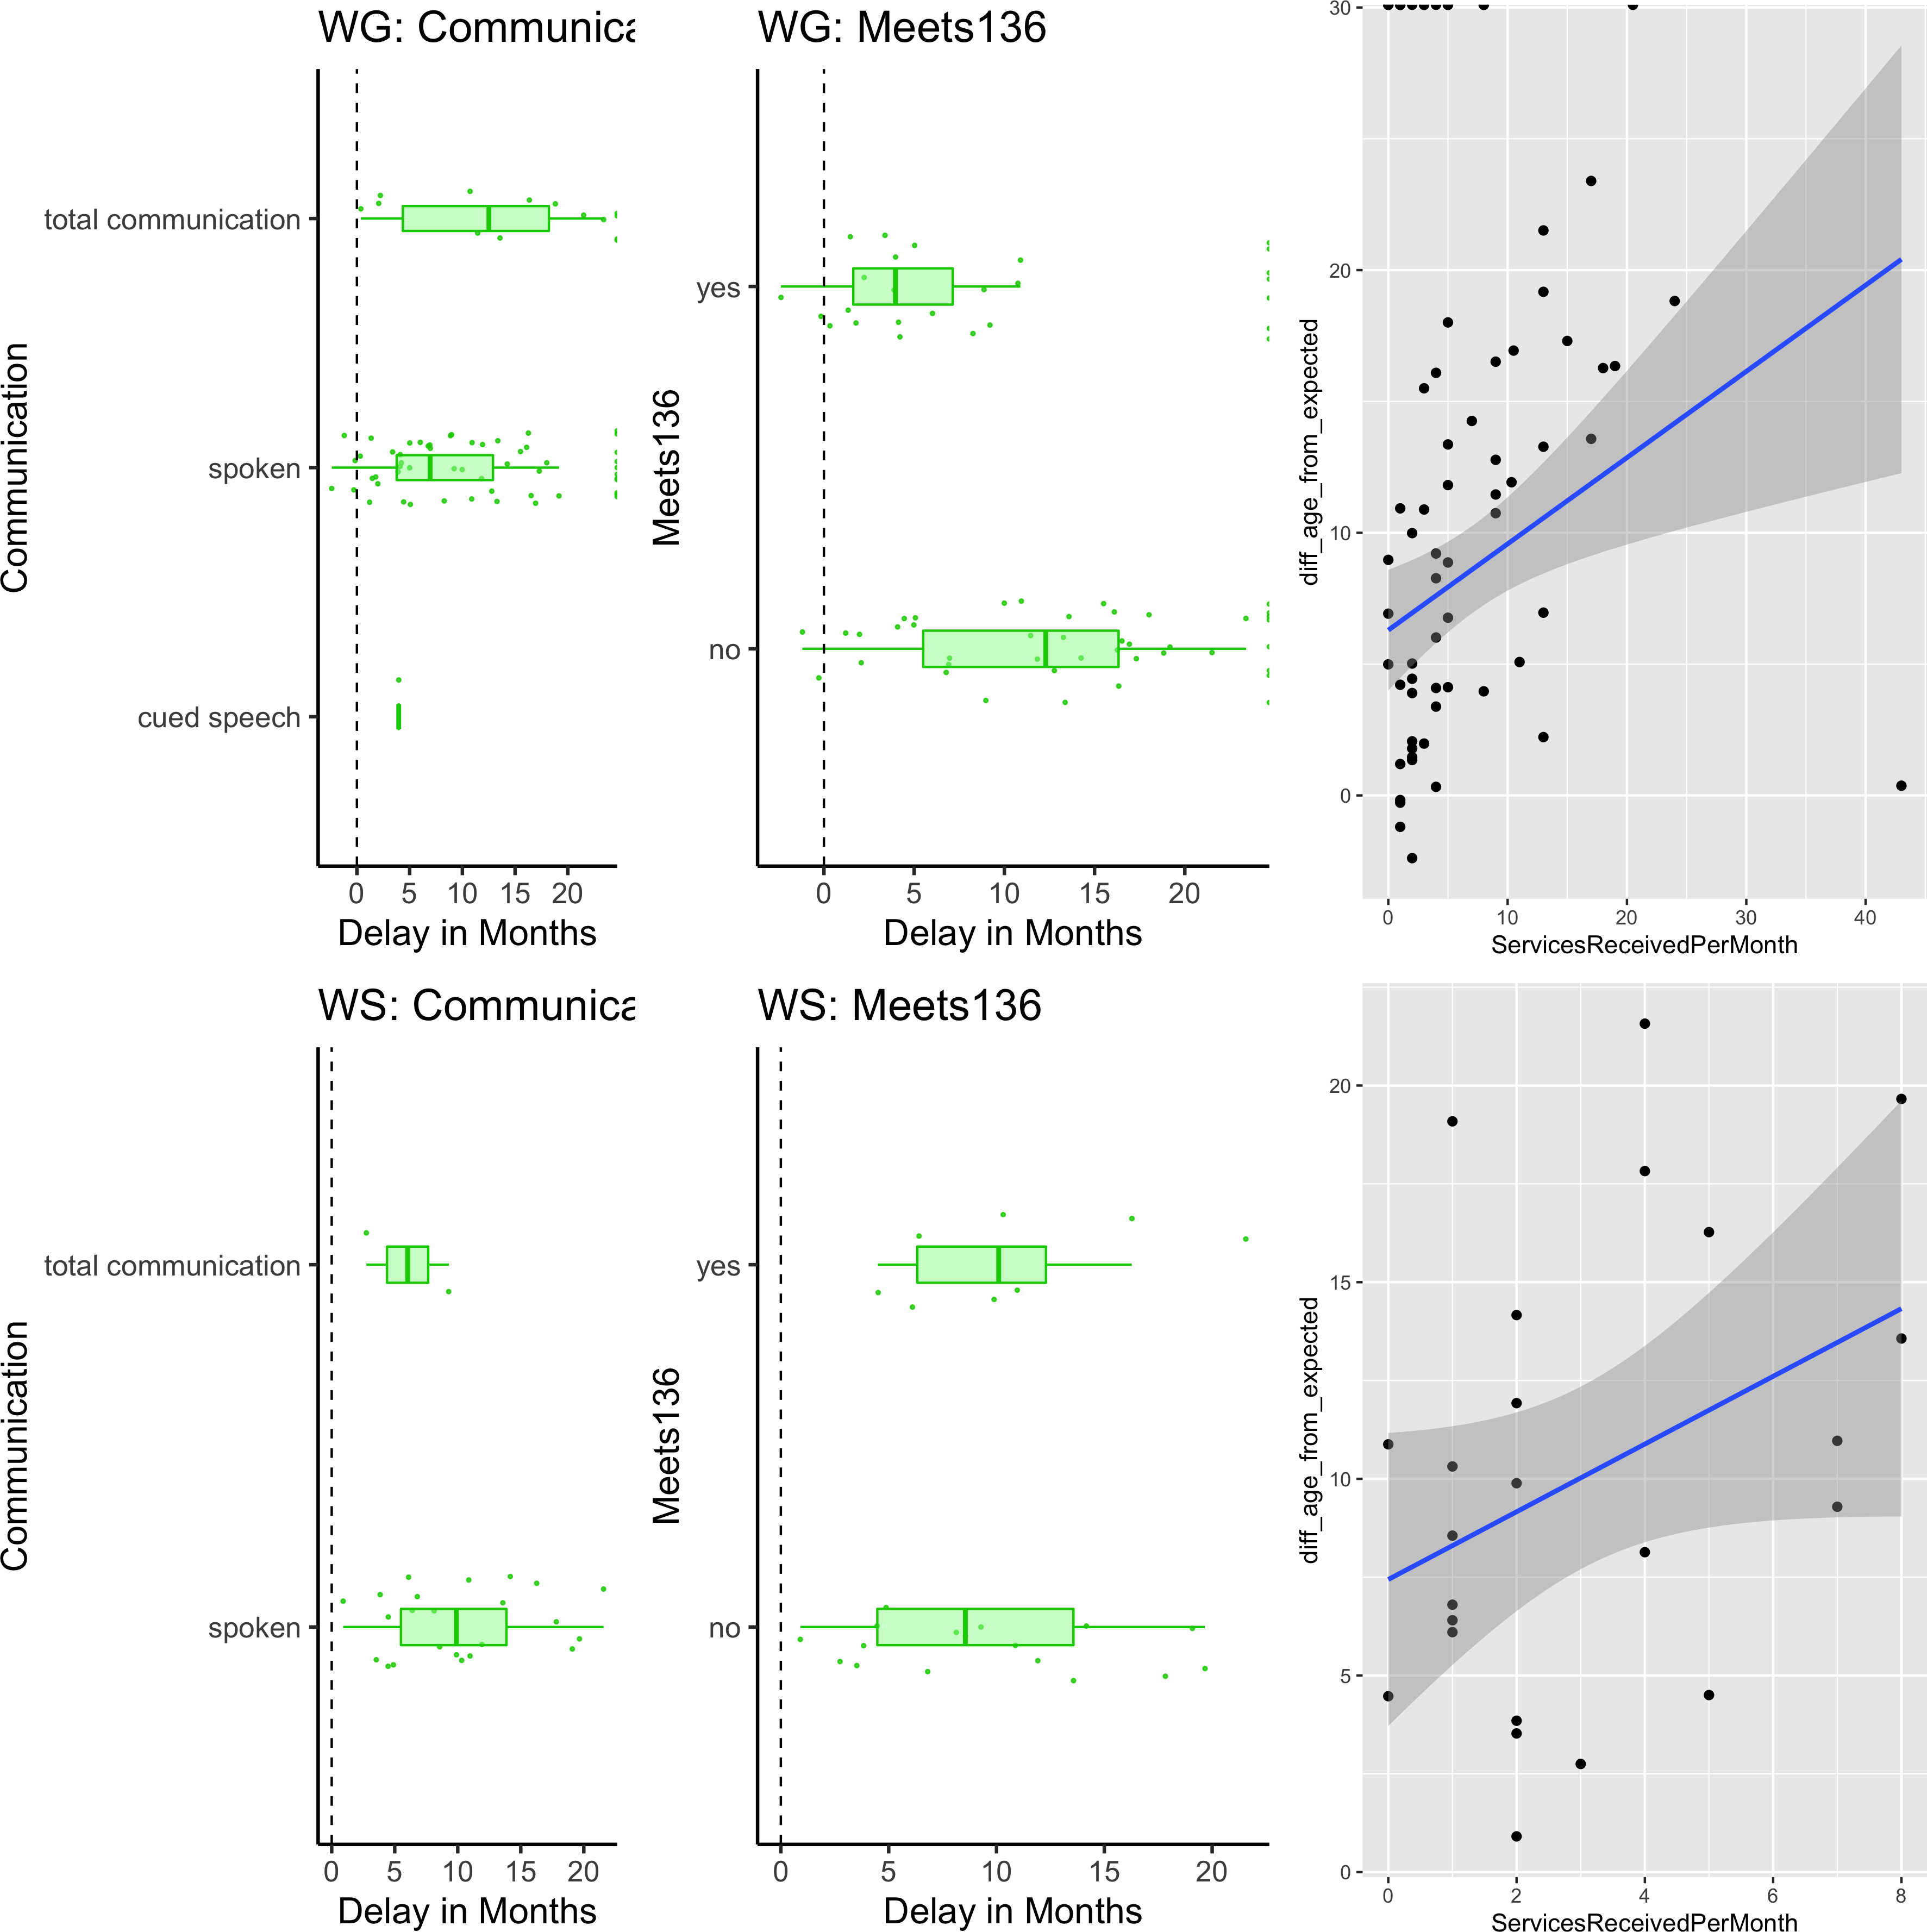 WG: Communica
Communication
total communication
spoken
cued speech
0 5 10 15 20
Delay in Months
WG: Meets136
Meets136
yes
no
0 5 10 15 20
Delay in Months
diff_age_from_expected
30
20
10
0
0 10 20 30 40
ServicesReceivedPerMonth
WS: Communica
Communication
total communication
spoken
0 5 10 15 20
Delay in Months
WS: Meets136
Meets136
yes
no
0 5 10 15 20
Delay in Months
diff_age_from_expected
20
15
10
5
0
0 2 4 6 8
ServicesReceivedPerMonth